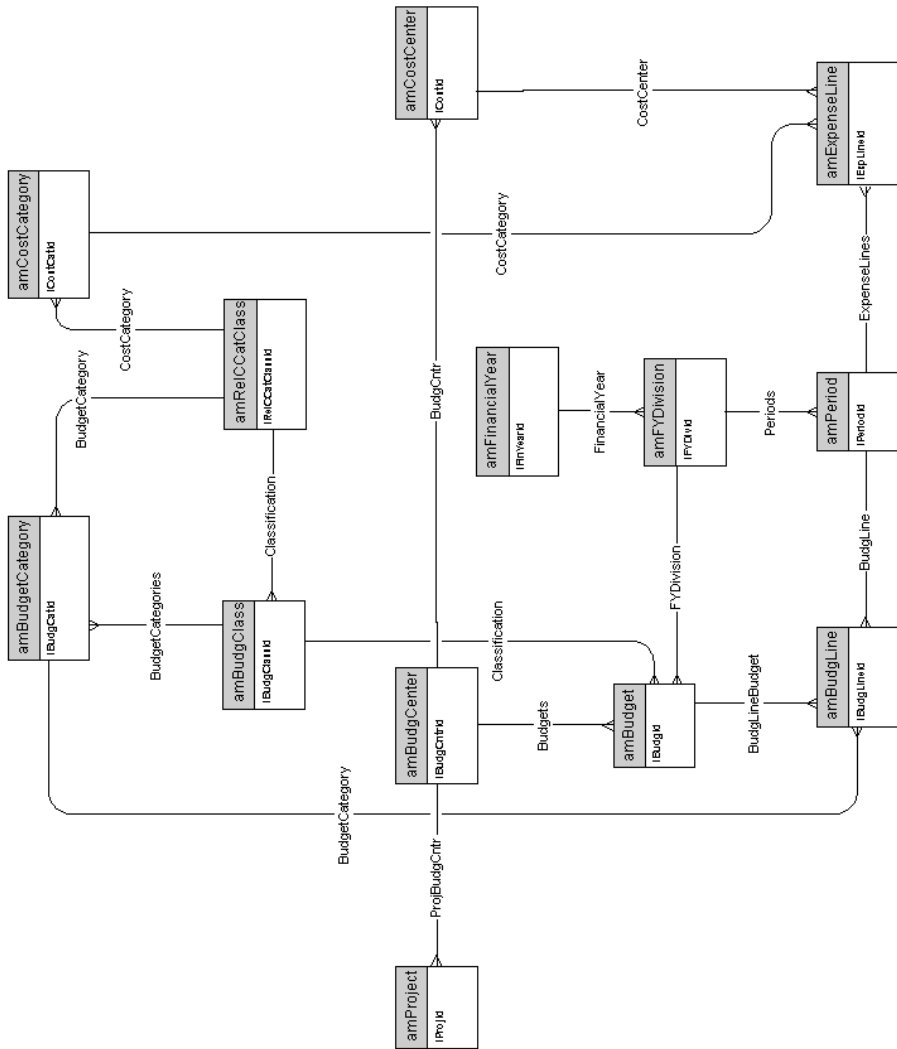 amBudgetCategory
lBudgCatId
amCostCategory
lCostCatId
BudgetCategory
CostCategory
BudgetCategories
amBudgClass
lBudgClassId
Classification
amRelCCatClass
lRelCCatClassId
BudgetCategory
amProject
lProjId
ProjBudgCntr
amBudgCenter
lBudgCntrId
BudgCntr
amCostCenter
lCostId
Classification
amFinancialYear
lFinYearId
CostCategory
Budgets
FinancialYear
CostCenter
amBudget
lBudgId
FYDivision
amFYDivision
lFYDivId
BudgLineBudget
Periods
amBudgLine
lBudgLineId
BudgLine
amPeriod
lPeriodId
ExpenseLines
amExpenseLine
lExpLineId